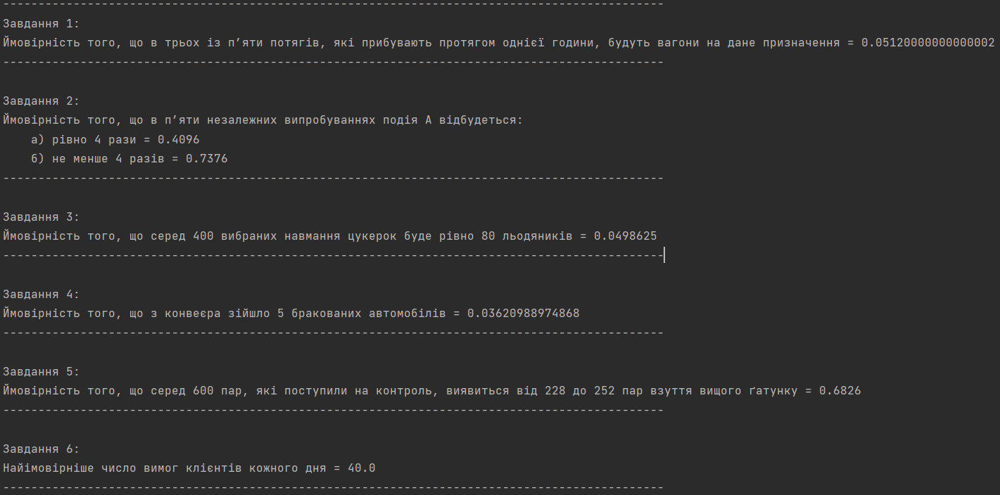 ----------------------------------------------------------------------------------------------
Завдання 1:
Ймовірність того, що в трьох із п’яти потягів, які прибувають протягом однієї години, будуть вагони на дане призначення = 0.05120000000000002
----------------------------------------------------------------------------------------------
Завдання 2:
Ймовірність того, що в п’яти незалежних випробуваннях подія А відбудеться:
    а) рівно 4 рази = 0.4096
    б) не менше 4 разів = 0.7376
----------------------------------------------------------------------------------------------
Завдання 3:
Ймовірність того, що серед 400 вибраних навмання цукерок буде рівно 80 льодяників = 0.0498625
----------------------------------------------------------------------------------------------
Завдання 4:
Ймовірність того, що з конвеєра зійшло 5 бракованих автомобілів = 0.03620988974868
----------------------------------------------------------------------------------------------
Завдання 5:
Ймовірність того, що серед 600 пар, які поступили на контроль, виявиться від 228 до 252 пар взуття вищого ґатунку = 0.6826
----------------------------------------------------------------------------------------------
Завдання 6:
Найімовірніше число вимог клієнтів кожного дня = 40.0
----------------------------------------------------------------------------------------------